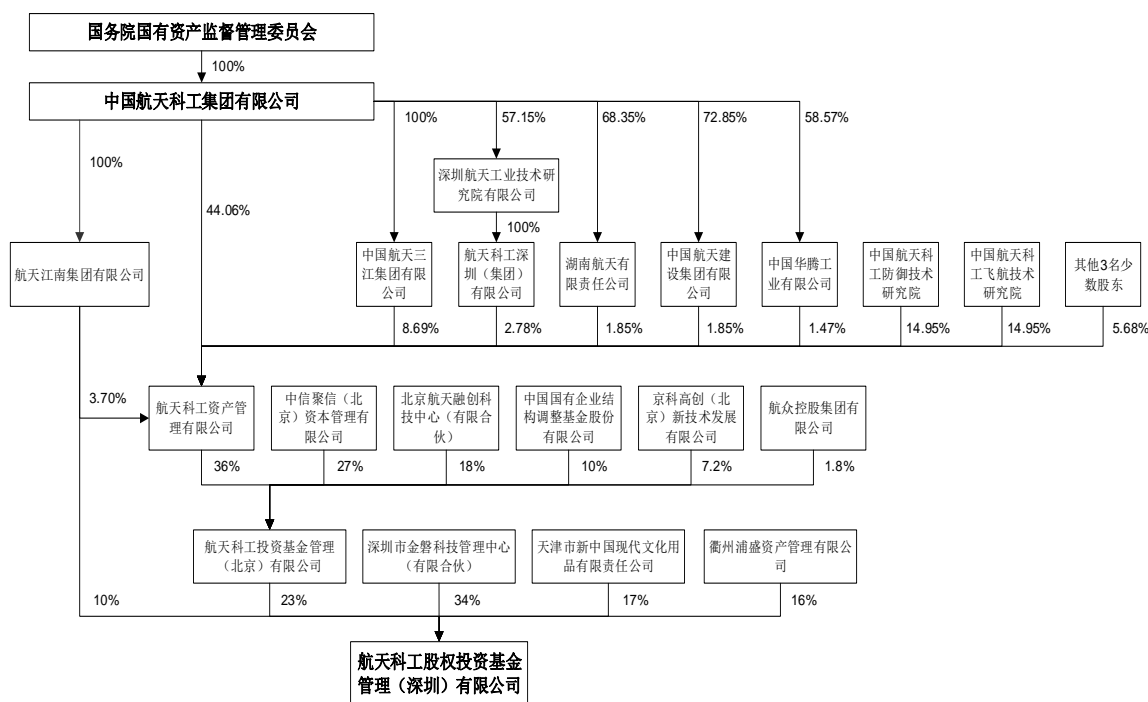 国务院国有资产监督管理委员会
100%
中国航天科工集团有限公司
100%
57.15%
68.35%
72.85%
58.57%
100%
44.06%
深圳航天工业技术研
究院有限公司
100%
航天江南集团有限公司
中国航天三
江集团有限
公司
航天科工深
圳（集团）
有限公司
湖南航天有
限责任公司
中国航天建
设集团有限
公司
中国华腾工
业有限公司
中国航天科
工防御技术
研究院
中国航天科
工飞航技术
研究院
其他3名少
数股东
8.69%
2.78%
1.85%
1.85%
1.47%
14.95%
14.95%
5.68%
3.70%
航天科工资产管
理有限公司
中信聚信（北
京）资本管理有
限公司
北京航天融创科
技中心（有限合
伙）
中国国有企业结
构调整基金股份
有限公司
京科高创（北
京）新技术发展
有限公司
航众控股集团有
限公司
36%
27%
18%
10%
7.2%
1.8%
航天科工投资基金管理
（北京）有限公司
深圳市金磐科技管理中心
（有限合伙）
天津市新中国现代文化用
品有限责任公司
衢州浦盛资产管理有限公
司
10%
23%
34%
17%
16%
航天科工股权投资基金
管理（深圳）有限公司